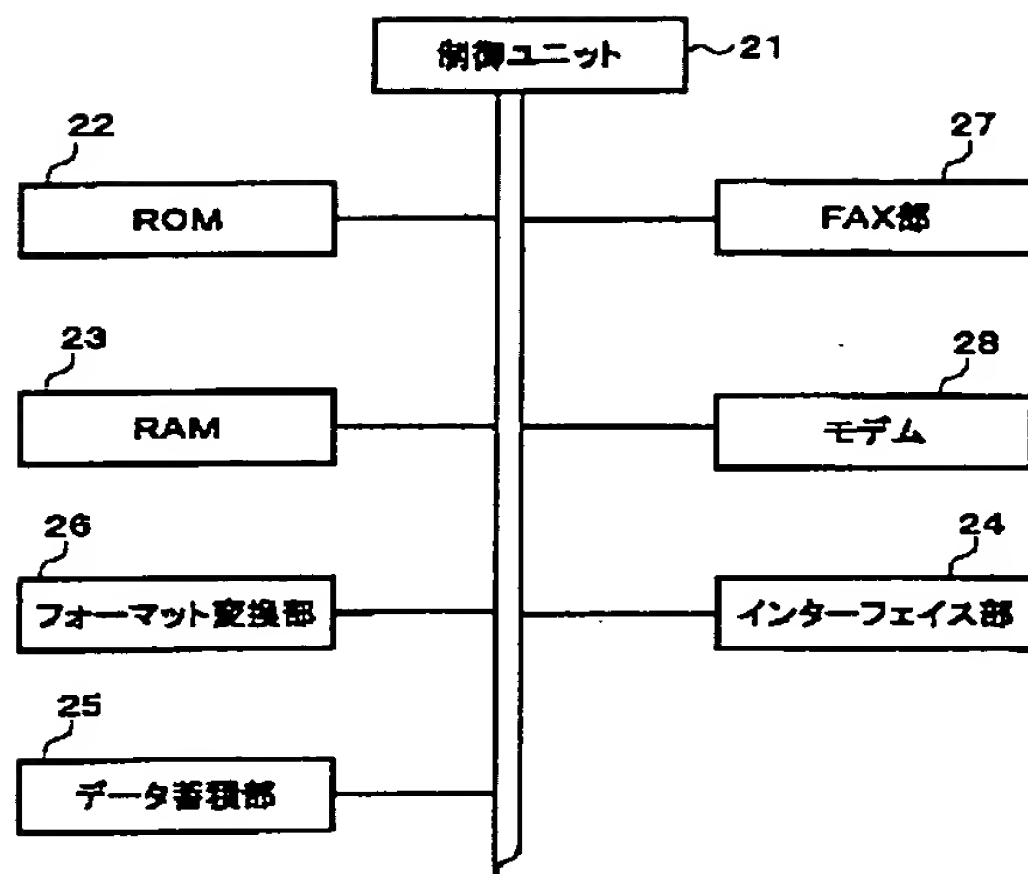 制御ユニット
21
22
ROM
27
FAX部
23
RAM
28
モデム
26
フォーマット変換部
24
インターフェイス部
25
データ蓄積部